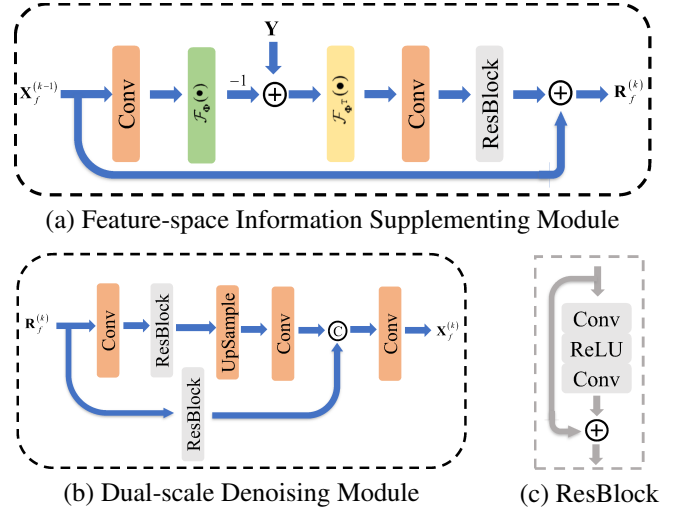 Y
X_f^{(k-1)} Conv F_Φ(•) -1 + F_{Φ^T}(•) Conv ResBlock + R_f^{(k)}
(a) Feature-space Information Supplementing Module
R_f^{(k)} Conv ResBlock UpSample Conv C Conv X_f^{(k)}
ResBlock
(b) Dual-scale Denoising Module
Conv
ReLU
Conv
+
(c) ResBlock